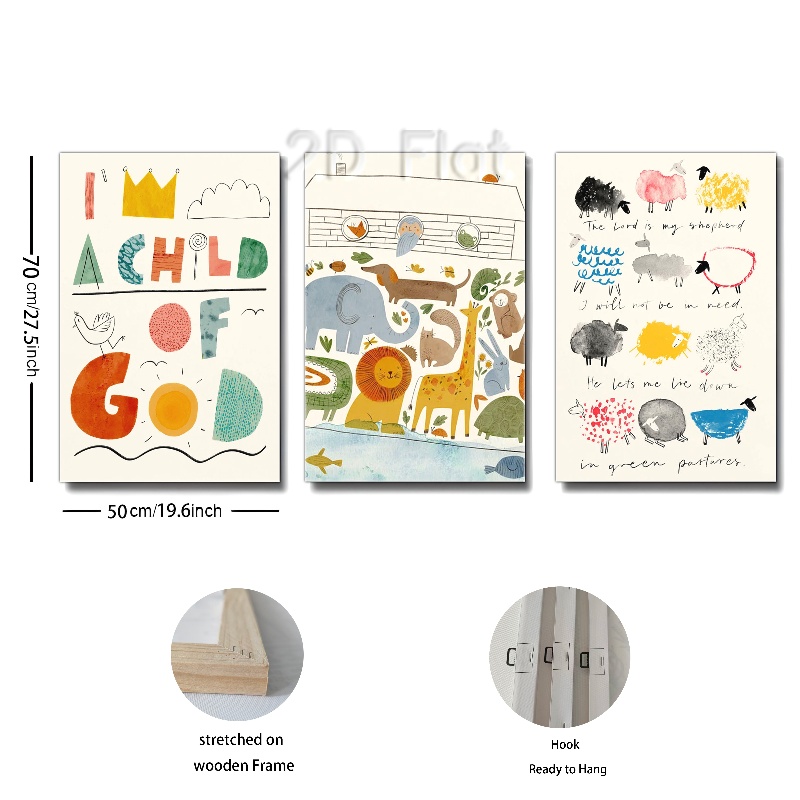 2D Flat
I'M
A CHILD
OF
GOD
C
The Lord is my shepherd
I will not be in need.
He lets me lie down
in green pastures.
70 cm/27.5inch
50 cm/19.6inch
stretched on
wooden Frame
Hook
Ready to Hang